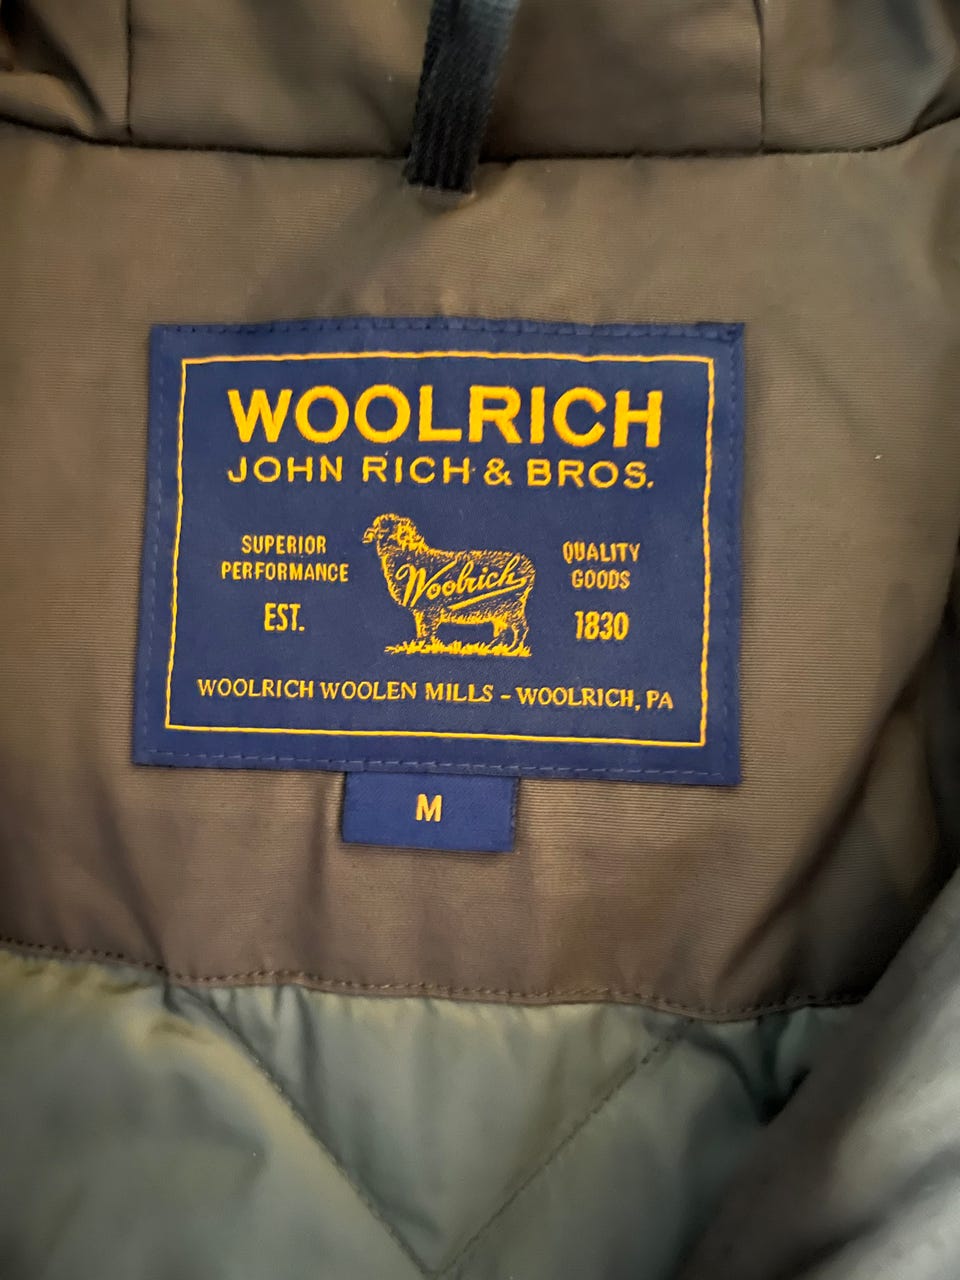 WOOLRICH
JOHN RICH & BROS.
SUPERIOR
PERFORMANCE
EST.
Woolrich
QUALITY
GOODS
1830
WOOLRICH WOOLEN MILLS - WOOLRICH, PA
M